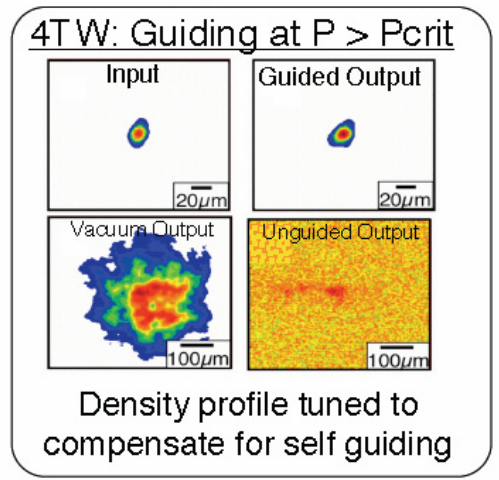 4TW: Guiding at P > Pcrit
Input
Guided Output
20μm
20μm
Vacuum Output
Unguided Output
100μm
100μm
Density profile tuned to
compensate for self guiding